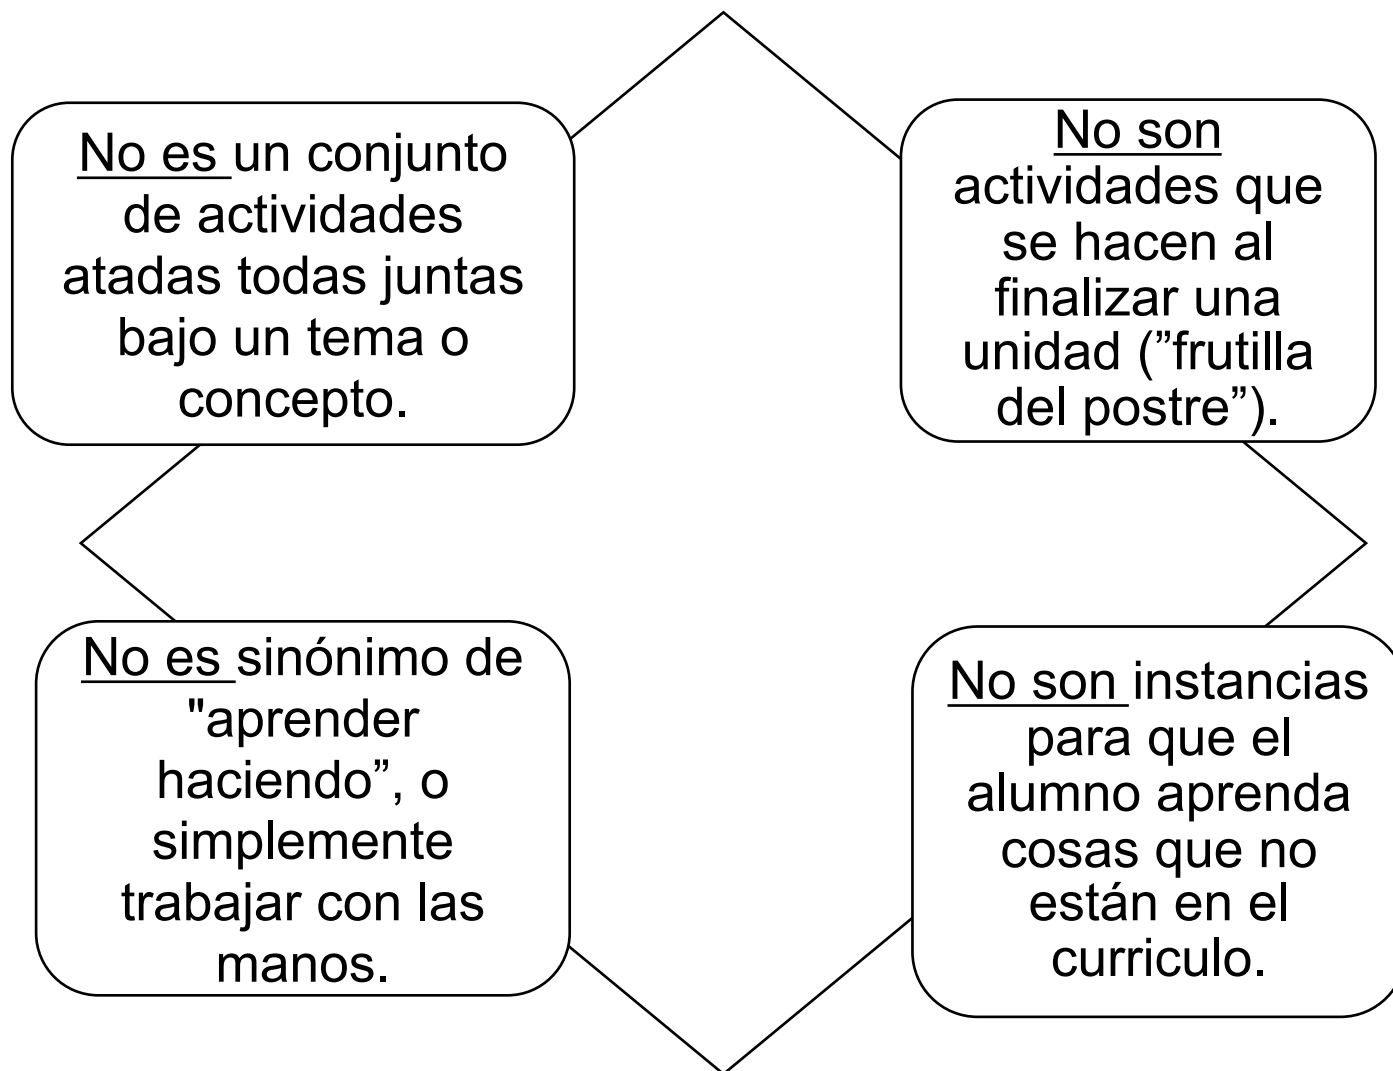 No es un conjunto
de actividades
atadas todas juntas
bajo un tema o
concepto.
No son
actividades que
se hacen al
finalizar una
unidad (”frutilla
del postre”).
No es sinónimo de
"aprender
haciendo”, o
simplemente
trabajar con las
manos.
No son instancias
para que el
alumno aprenda
cosas que no
están en el
curriculo.